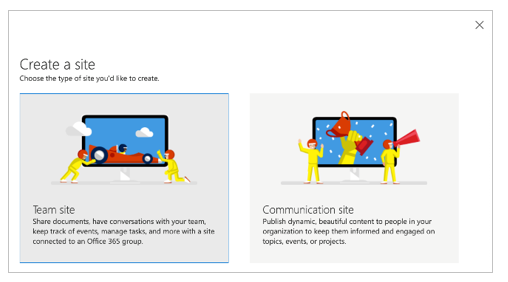 Create a site
Choose the type of site you'd like to create.
Team site
Share documents, have conversations with your team,
keep track of events, manage tasks, and more with a site
connected to an Office 365 group.
Communication site
Publish dynamic, beautiful content to people in your
organization to keep them informed and engaged on
topics, events, or projects.